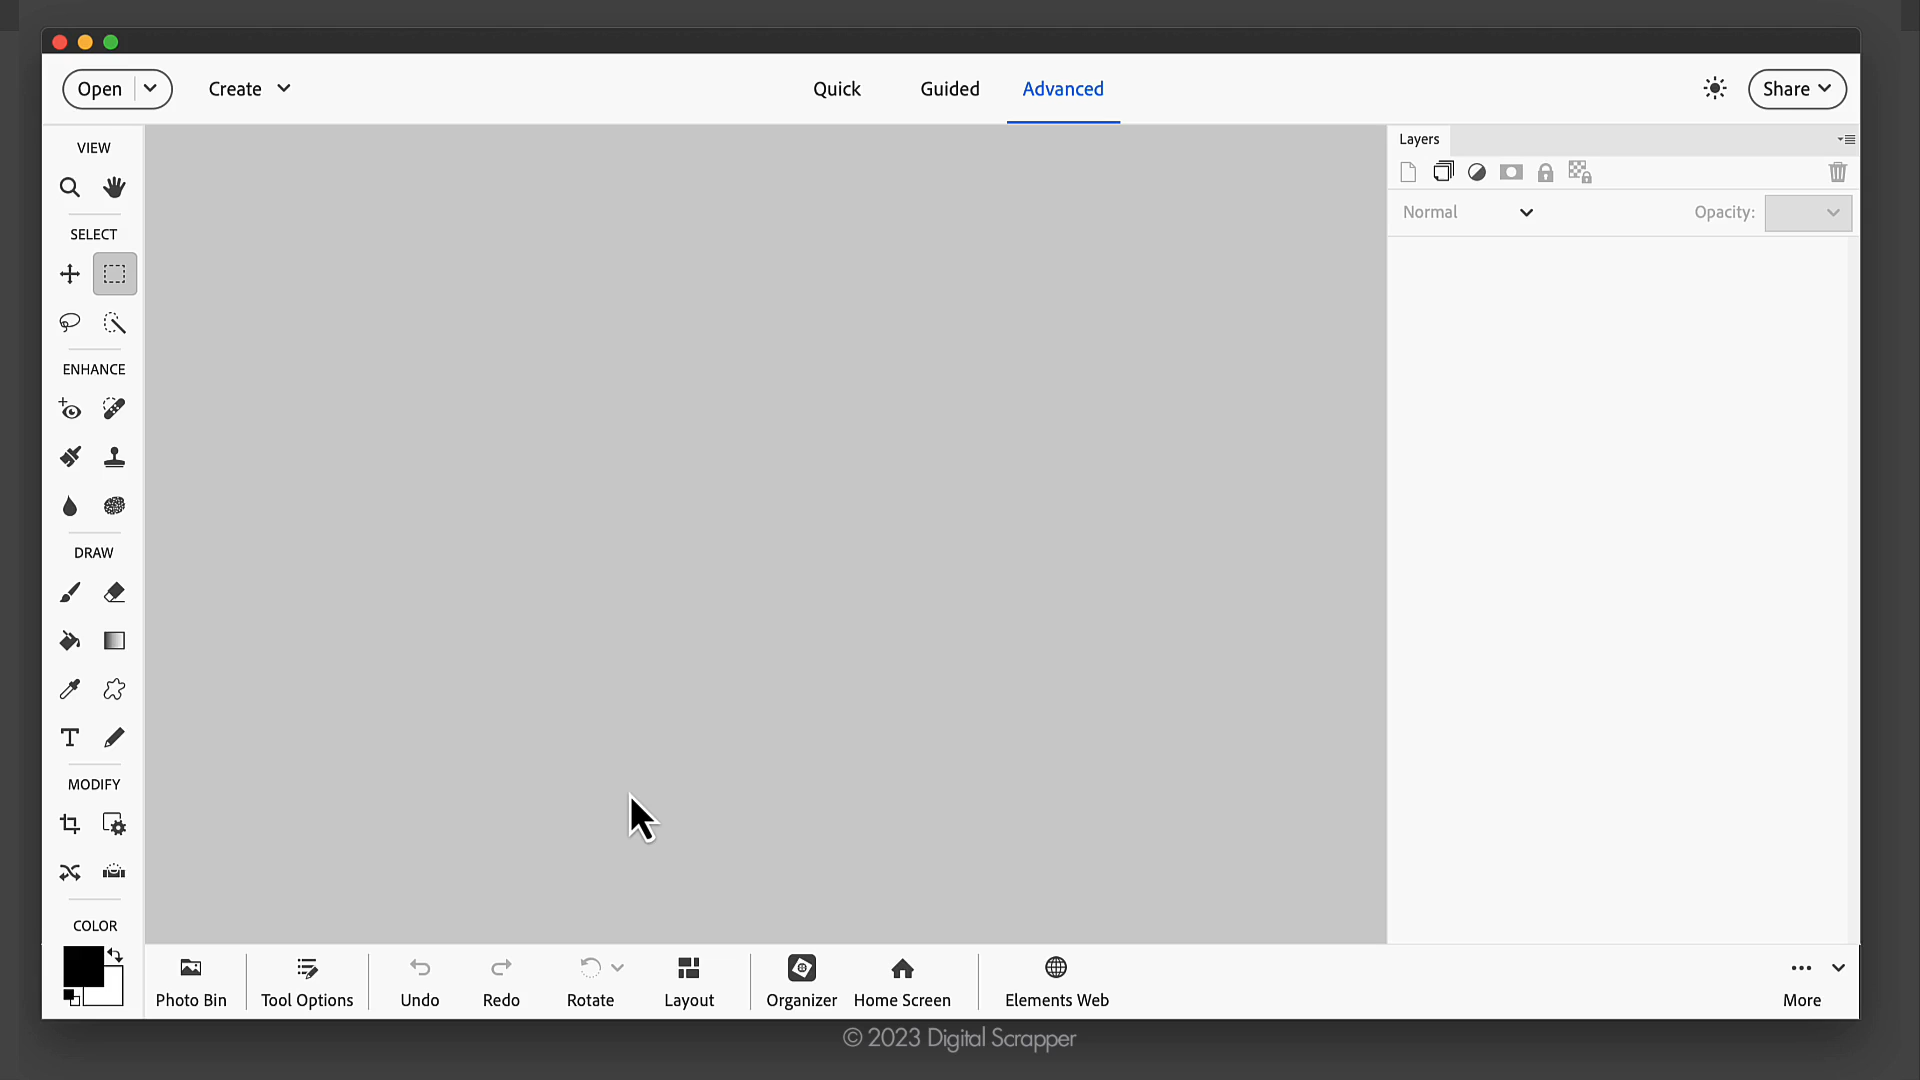 Open
Create
Quick
Guided
Advanced
Share
VIEW
SELECT
ENHANCE
DRAW
T
MODIFY
COLOR
Layers
Normal
Opacity:
Photo Bin
Tool Options
Undo
Redo
Rotate
Layout
Organizer
Home Screen
Elements Web
More
© 2023 Digital Scrapper